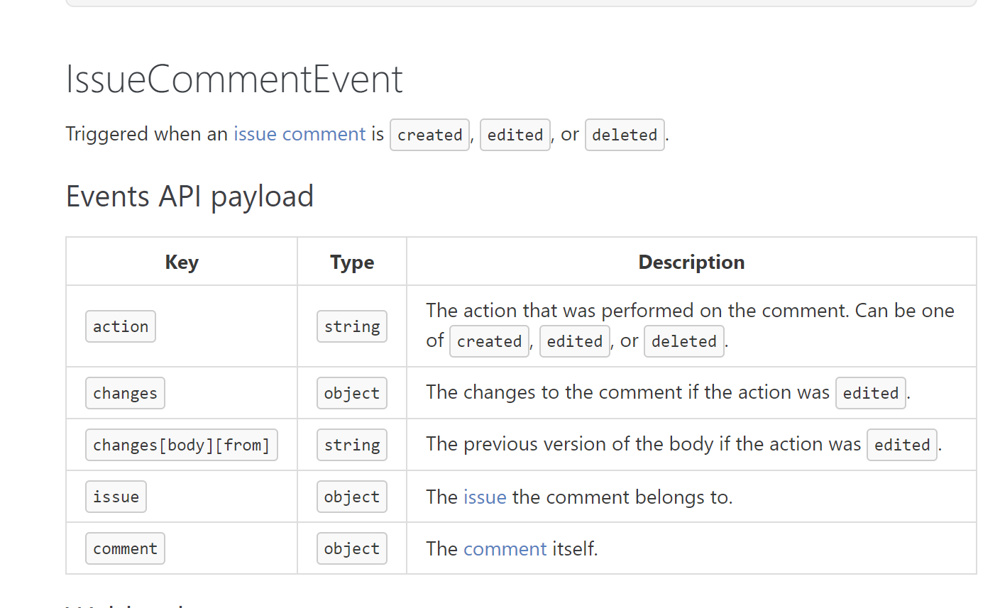 IssueCommentEvent
Triggered when an issue comment is created, edited, or deleted.
Events API payload
Key Type Description
action string The action that was performed on the comment. Can be one
of created, edited, or deleted.
changes object The changes to the comment if the action was edited.
changes[body][from] string The previous version of the body if the action was edited.
issue object The issue the comment belongs to.
comment object The comment itself.